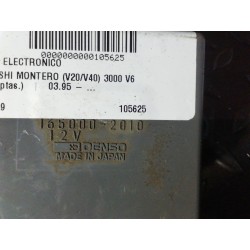 0000000000105625
ELECTRONICO
SHI MONTERO (V20/V40) 3000 V6
ptas.) 03.95 - ...
9 105625
165000-2010
12V
DENSO
MADE IN JAPAN